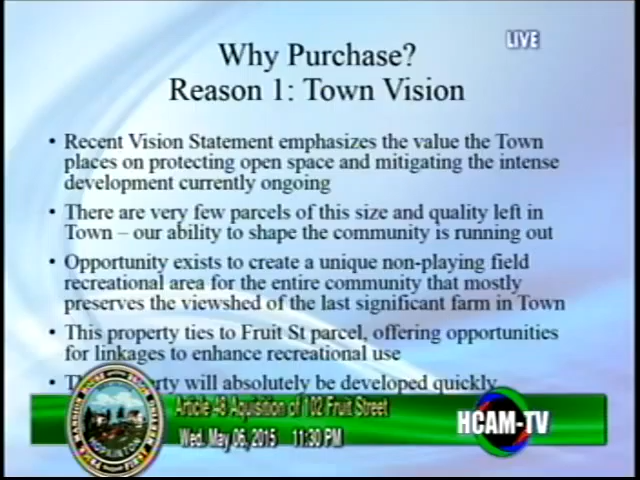 LIVE
Why Purchase?
Reason 1: Town Vision
• Recent Vision Statement emphasizes the value the Town
places on protecting open space and mitigating the intense
development currently ongoing
• There are very few parcels of this size and quality left in
Town – our ability to shape the community is running out
• Opportunity exists to create a unique non-playing field
recreational area for the entire community that mostly
preserves the viewshed of the last significant farm in Town
• This property ties to Fruit St parcel, offering opportunities
for linkages to enhance recreational use
• will absolutely be developed quickly
Article 48 Aquisition of 102 Fruit Street
Wed. May 06, 2015 11:30 PM
HOPKINTON
HCAM-TV